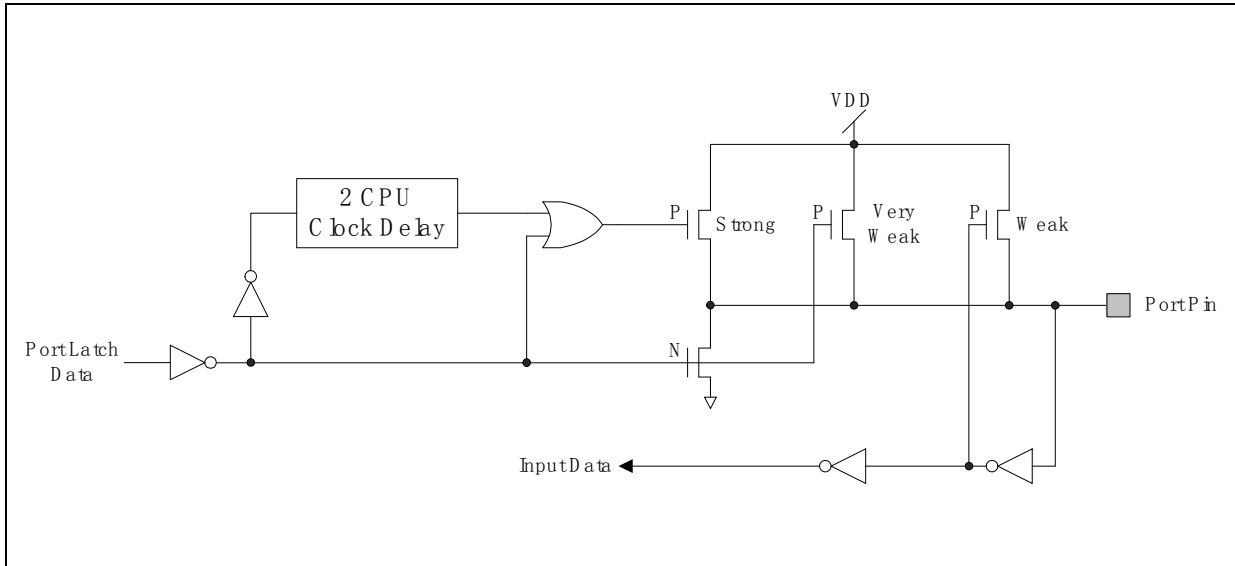 VDD
2 CPU
Clock Delay
P
Strong
P
Very
Weak
P
Weak
Port Pin
Port Latch
Data
N
Input Data